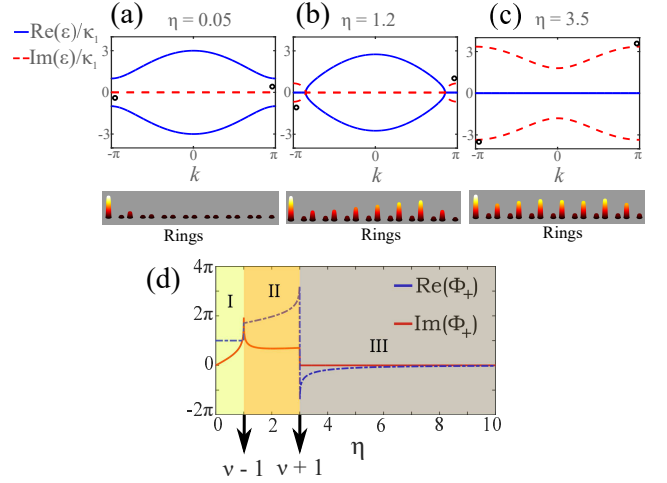 (a) η = 0.05 (b) η = 1.2 (c) η = 3.5
Re(ε)/κ₁
Im(ε)/κ₁
3
0
-3
-π 0 π
k
3
0
-3
-π 0 π
k
3
0
-3
-π 0 π
k
Rings Rings Rings
(d)
4π
2π
0
-2π
I II III
Re(Φ₊)
Im(Φ₊)
0 2 4 6 8 10
η
ν - 1 ν + 1